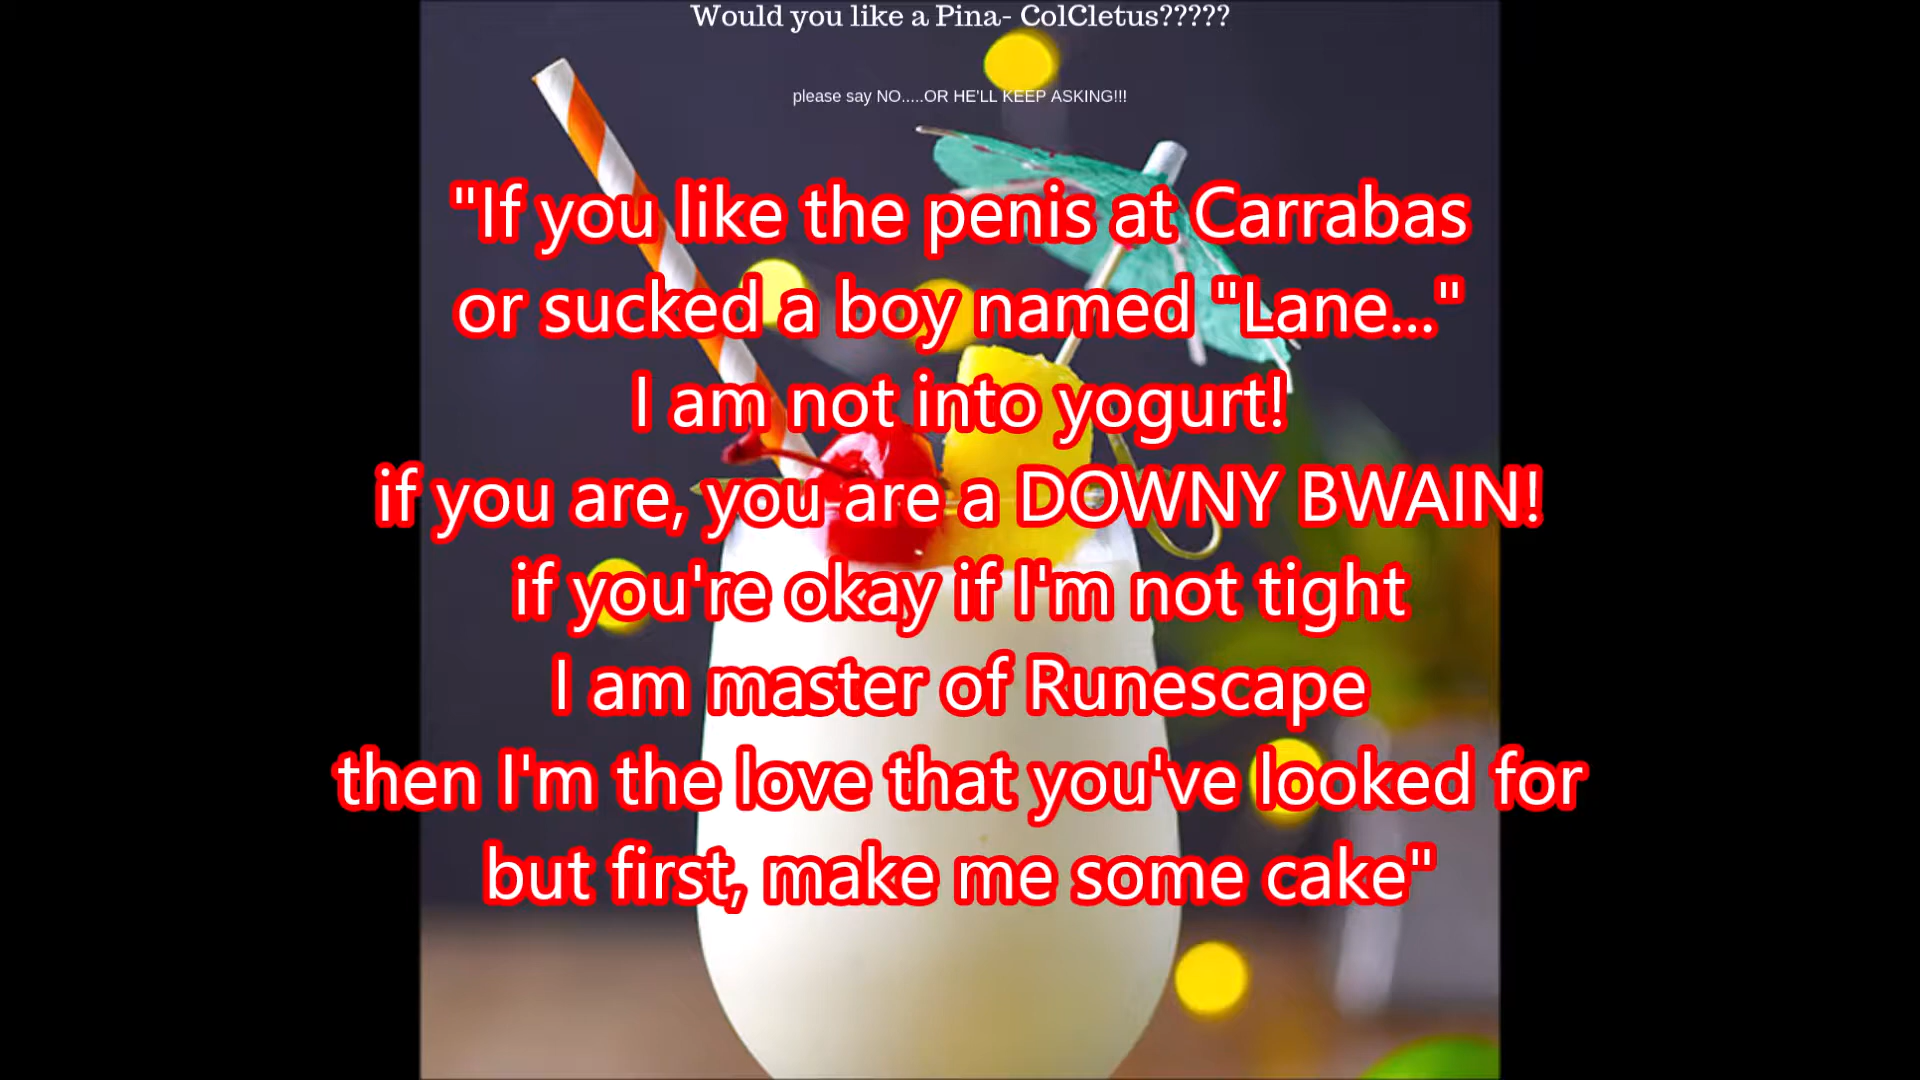 Would you like a Pina- ColCletus?????
please say NO.....OR HE'LL KEEP ASKING!!!
"If you like the penis at Carrabas
or sucked a boy named "Lane..."
I am not into yogurt!
if you are, you are a DOWNY BWAIN!
if you're okay if I'm not tight
I am master of Runescape
then I'm the love that you've looked for
but first, make me some cake"